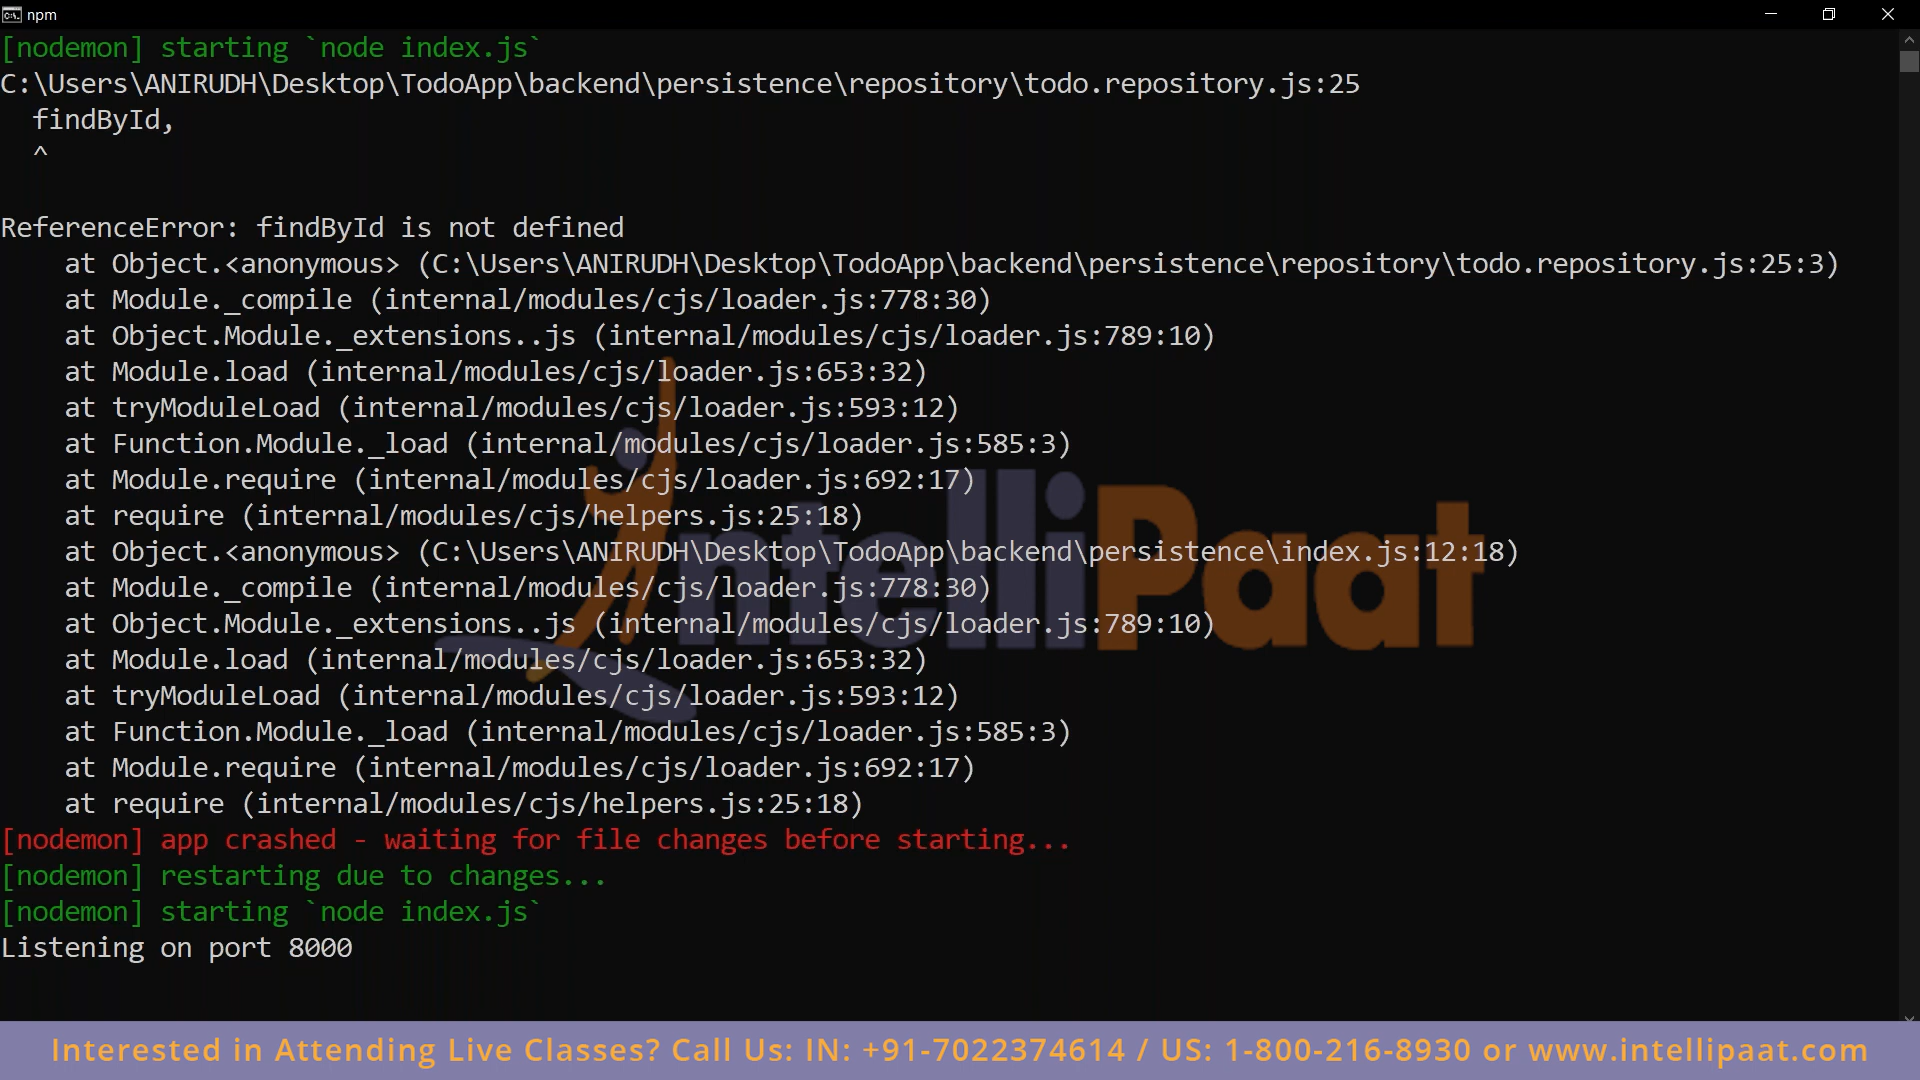 npm
[nodemon] starting `node index.js`
C:\Users\ANIRUDH\Desktop\TodoApp\backend\persistence\repository\todo.repository.js:25
  findById,
  ^
ReferenceError: findById is not defined
    at Object.<anonymous> (C:\Users\ANIRUDH\Desktop\TodoApp\backend\persistence\repository\todo.repository.js:25:3)
    at Module._compile (internal/modules/cjs/loader.js:778:30)
    at Object.Module._extensions..js (internal/modules/cjs/loader.js:789:10)
    at Module.load (internal/modules/cjs/loader.js:653:32)
    at tryModuleLoad (internal/modules/cjs/loader.js:593:12)
    at Function.Module._load (internal/modules/cjs/loader.js:585:3)
    at Module.require (internal/modules/cjs/loader.js:692:17)
    at require (internal/modules/cjs/helpers.js:25:18)
    at Object.<anonymous> (C:\Users\ANIRUDH\Desktop\TodoApp\backend\persistence\index.js:12:18)
    at Module._compile (internal/modules/cjs/loader.js:778:30)
    at Object.Module._extensions..js (internal/modules/cjs/loader.js:789:10)
    at Module.load (internal/modules/cjs/loader.js:653:32)
    at tryModuleLoad (internal/modules/cjs/loader.js:593:12)
    at Function.Module._load (internal/modules/cjs/loader.js:585:3)
    at Module.require (internal/modules/cjs/loader.js:692:17)
    at require (internal/modules/cjs/helpers.js:25:18)
[nodemon] app crashed - waiting for file changes before starting...
[nodemon] restarting due to changes...
[nodemon] starting `node index.js`
Listening on port 8000
IntelliPaat
Interested in Attending Live Classes? Call Us: IN: +91-7022374614 / US: 1-800-216-8930 or www.intellipaat.com